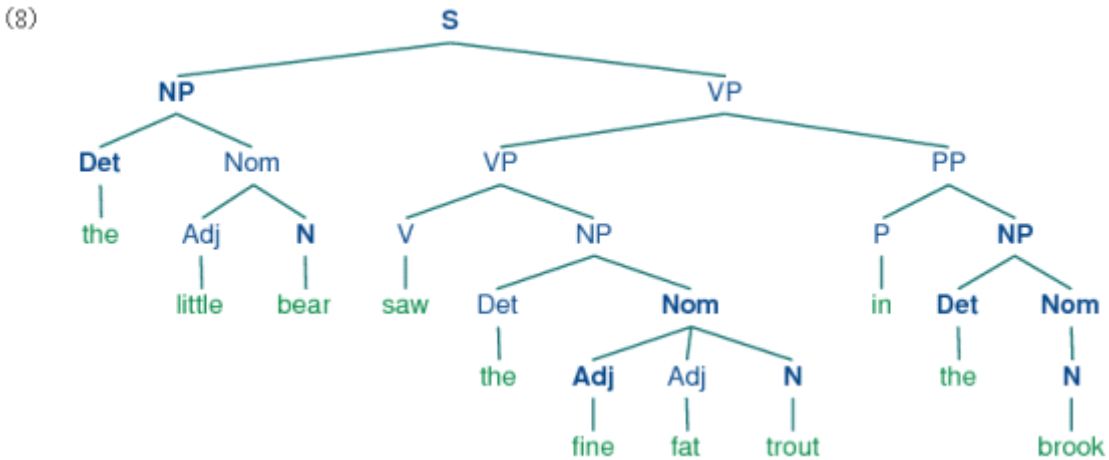 (8)
S
NP VP
Det Nom VP PP
the Adj N V NP P NP
little bear saw Det Nom in Det Nom
the Adj Adj N the N
fine fat trout brook